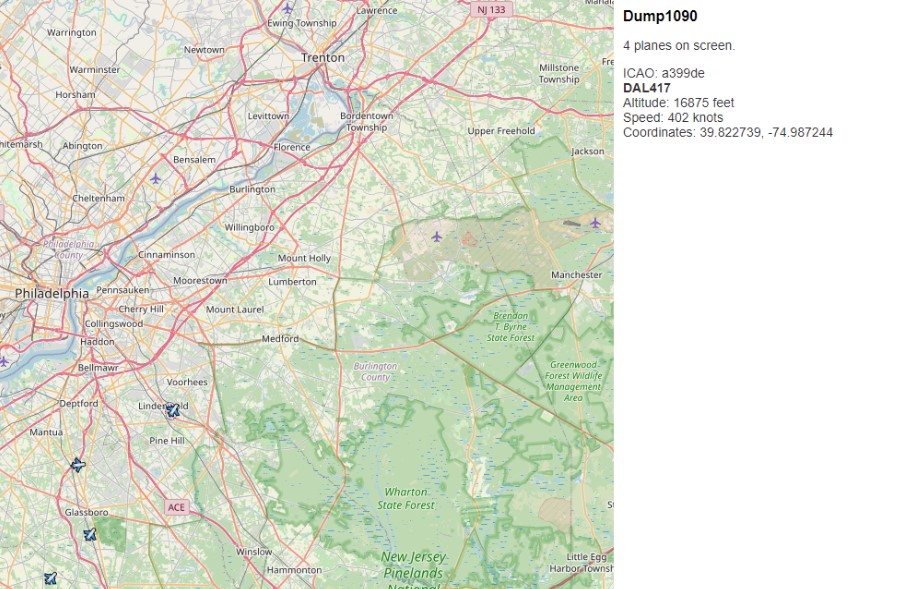 Lawrence
NJ 133
Ewing Township
Warrington
Newtown
Trenton
Warminster
Millstone
Township
Horsham
Levittown
Bordentown
Township
Upper Freehold
Abington
Florence
Jackson
Bensalem
Burlington
Cheltenham
Willingboro
Philadelphia
County
Cinnaminson
Mount Holly
Manchester
Moorestown
Lumberton
Philadelphia
Pennsauken
Cherry Hill
Mount Laurel
Collingswood
Brendan
T. Byrne
State Forest
Haddon
Medford
Bellmawr
Burlington
County
Greenwood
Forest Wildlife
Management
Area
Voorhees
Deptford
Mantua
Pine Hill
Wharton
State Forest
ACE
Glassboro
Winslow
New Jersey
Pinelands
National
Hammonton
Little Egg
Harbor Township
Dump1090
4 planes on screen.
ICAO: a399de
DAL417
Altitude: 16875 feet
Speed: 402 knots
Coordinates: 39.822739, -74.987244